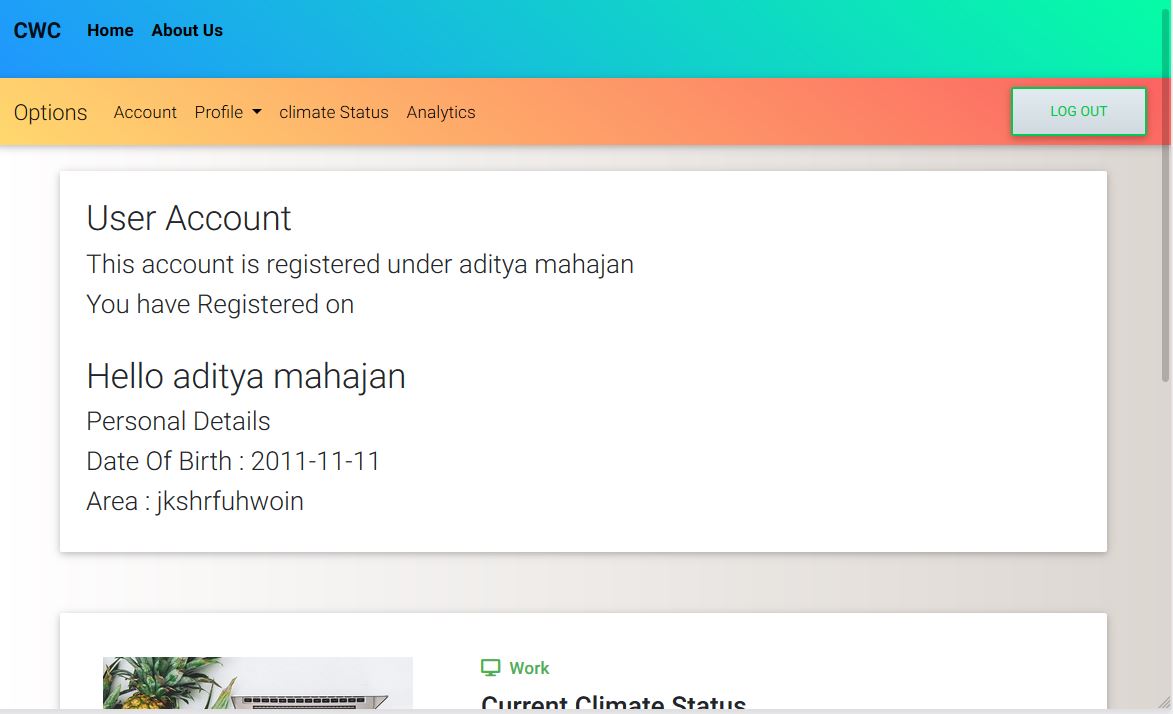 CWC Home About Us
Options Account Profile climate Status Analytics LOG OUT
User Account
This account is registered under aditya mahajan
You have Registered on
Hello aditya mahajan
Personal Details
Date Of Birth : 2011-11-11
Area : jkshrfuhwoin
Work
Current Climate Status